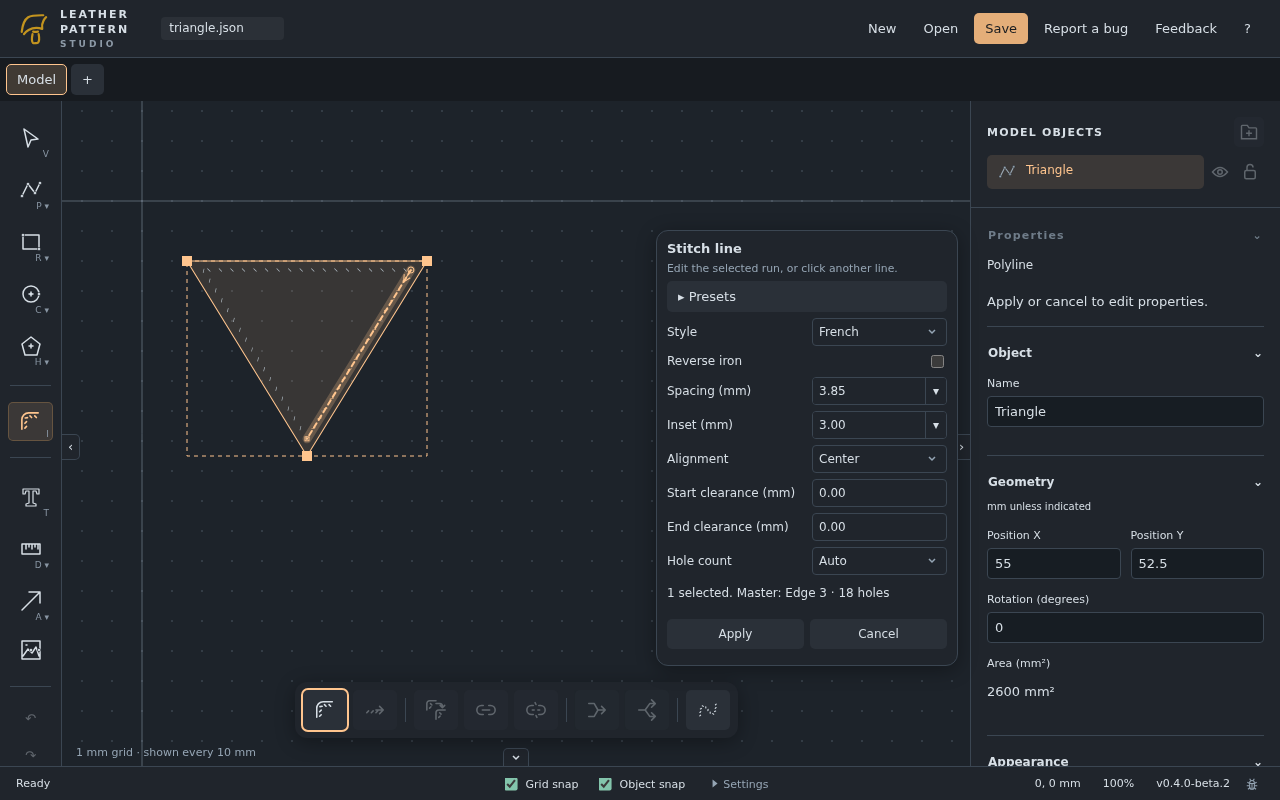 LEATHER
PATTERN
STUDIO
triangle.json
New
Open
Save
Report a bug
Feedback
?
Model
+
V
P ▾
R ▾
C ▾
H ▾
I
T
D ▾
A ▾
Stitch line
Edit the selected run, or click another line.
▸ Presets
Style
French
Reverse iron
Spacing (mm)
3.85
Inset (mm)
3.00
Alignment
Center
Start clearance (mm)
0.00
End clearance (mm)
0.00
Hole count
Auto
1 selected. Master: Edge 3 · 18 holes
Apply
Cancel
MODEL OBJECTS
Triangle
Properties
Polyline
Apply or cancel to edit properties.
Object
Name
Triangle
Geometry
mm unless indicated
Position X
Position Y
55
52.5
Rotation (degrees)
0
Area (mm²)
2600 mm²
Appearance
1 mm grid · shown every 10 mm
Ready
Grid snap
Object snap
Settings
0, 0 mm
100%
v0.4.0-beta.2